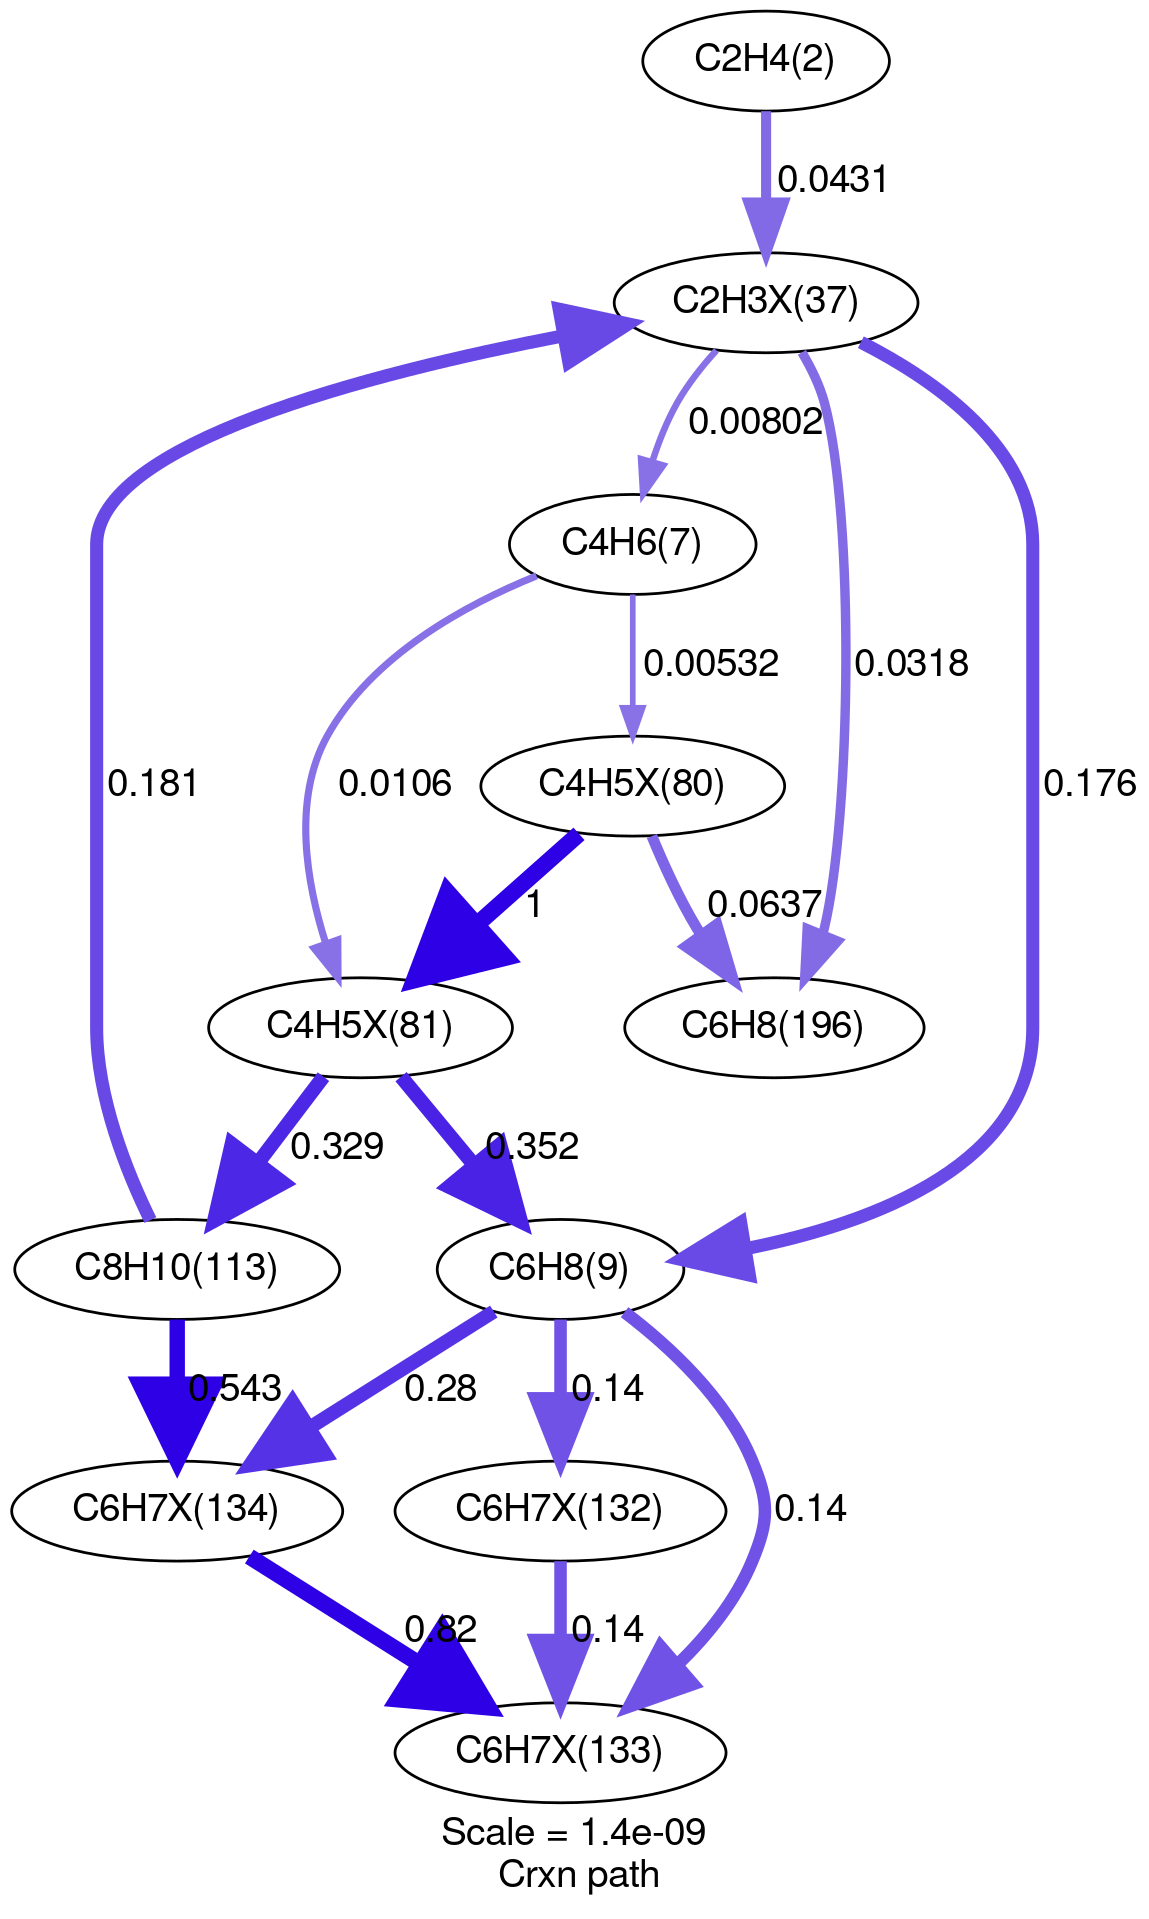 C2H4(2)
0.0431
C2H3X(37)
0.00802
C4H6(7)
0.00532
0.0318
C4H5X(80)
0.181
0.0106
0.176
1
0.0637
C4H5X(81)
C6H8(196)
0.329
0.352
C8H10(113)
C6H8(9)
0.543
0.28
0.14
C6H7X(134)
C6H7X(132)
0.14
0.82
0.14
C6H7X(133)
Scale = 1.4e-09
Crxn path